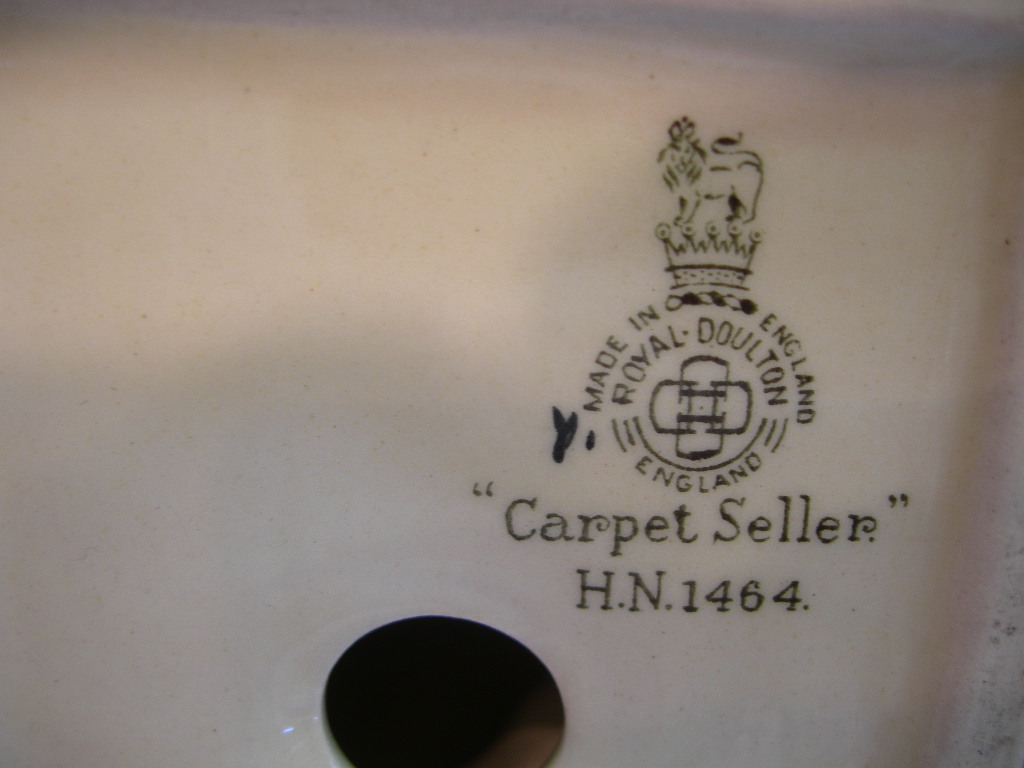 MADE IN ENGLAND
ROYAL·DOULTON
ENGLAND
y.
“Carpet Seller.”
H.N.1464.